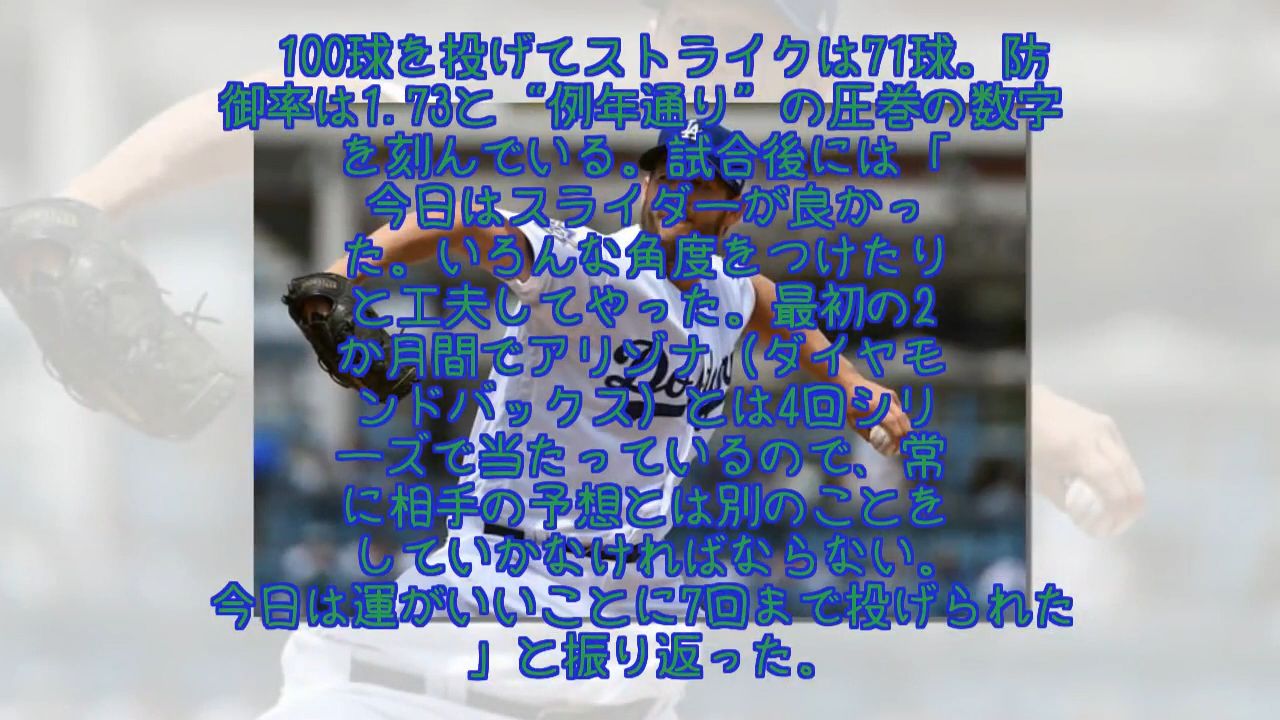 100球を投げてストライクは71球。防
御率は1.73と“例年通り”の圧巻の数字
を刻んでいる。試合後には「
今日はスライダーが良かっ
た。いろんな角度をつけたり
と工夫してやった。最初の2
か月間でアリゾナ（ダイヤモ
ンドバックス）とは4回シリ
ーズで当たっているので、常
に相手の予想とは別のことを
していかなければならない。
今日は運がいいことに7回まで投げられた
」と振り返った。
LA